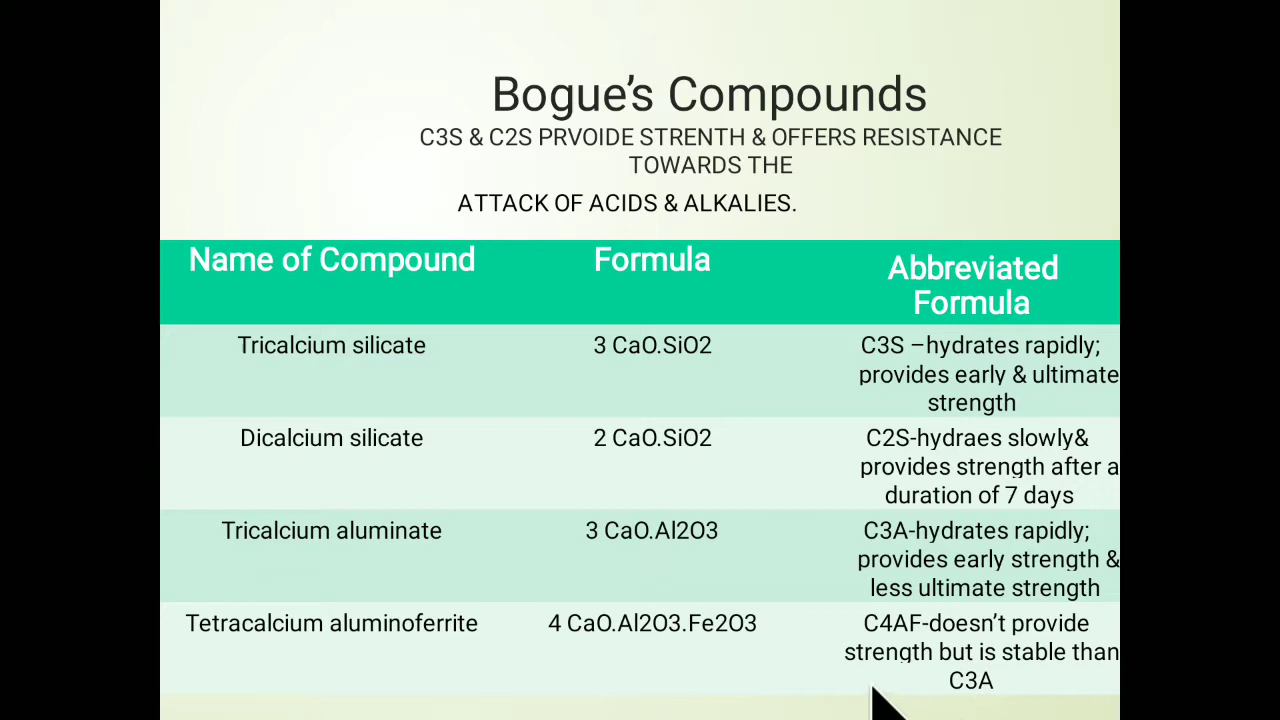 Bogue’s Compounds
C3S & C2S PRVOIDE STRENTH & OFFERS RESISTANCE
TOWARDS THE
ATTACK OF ACIDS & ALKALIES.
Name of Compound Formula Abbreviated
Formula
Tricalcium silicate 3 CaO.SiO2 C3S –hydrates rapidly;
provides early & ultimate
strength
Dicalcium silicate 2 CaO.SiO2 C2S-hydraes slowly&
provides strength after a
duration of 7 days
Tricalcium aluminate 3 CaO.Al2O3 C3A-hydrates rapidly;
provides early strength &
less ultimate strength
Tetracalcium aluminoferrite 4 CaO.Al2O3.Fe2O3 C4AF-doesn’t provide
strength but is stable than
C3A